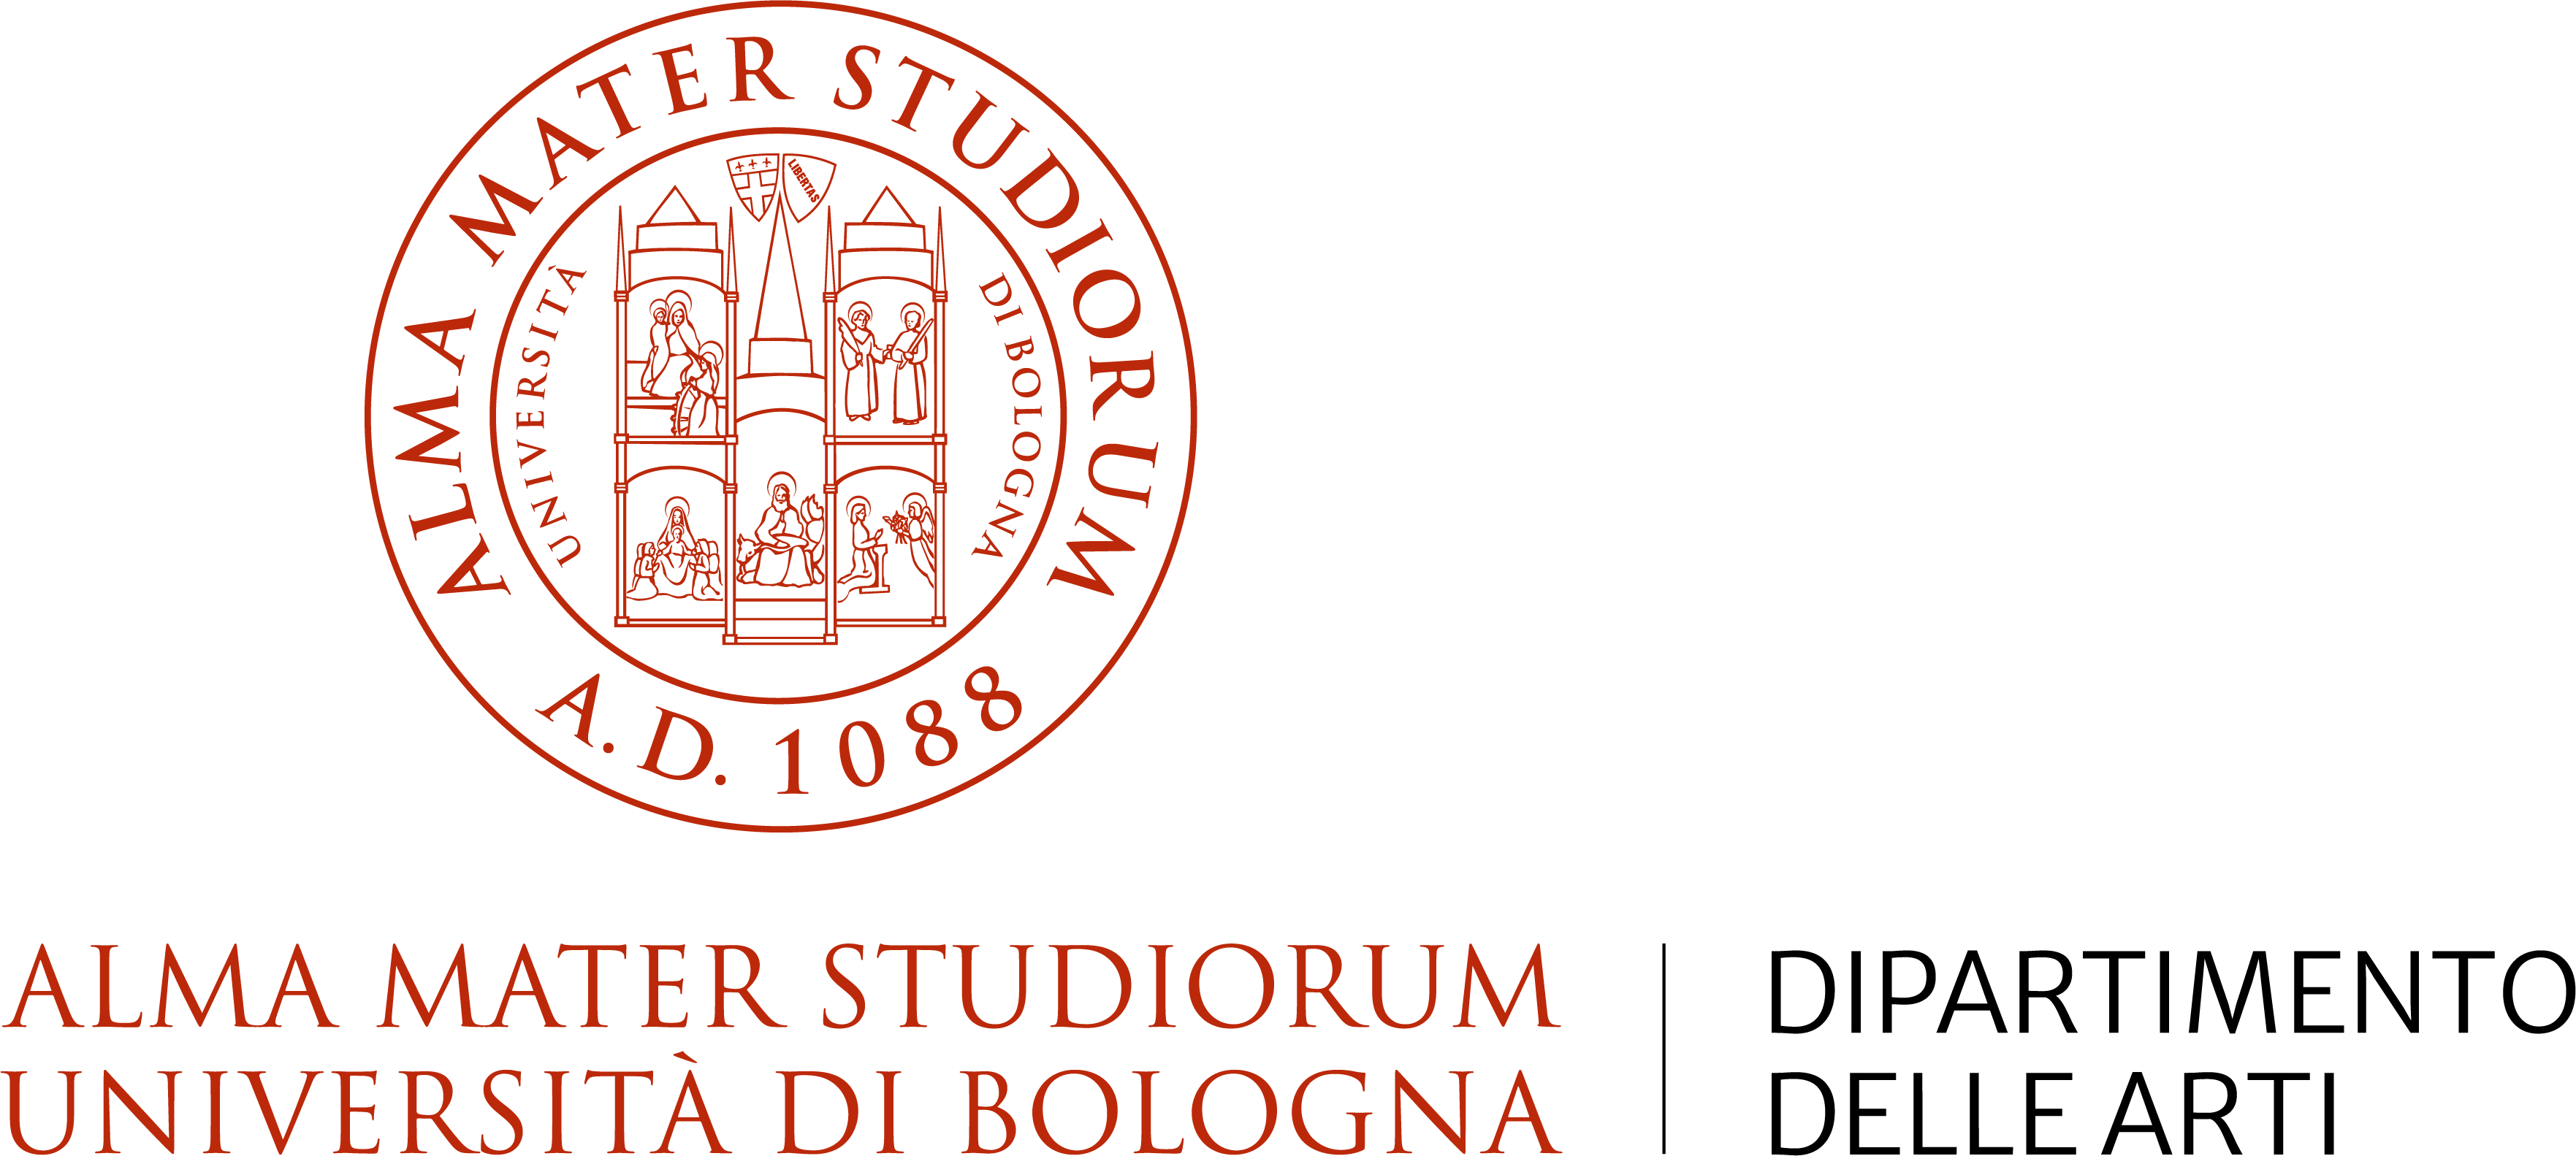 ALMA MATER STUDIORUM
A.D. 1088
UNIVERSITÀ
DI BOLOGNA
LIBERTAS
ALMA MATER STUDIORUM
UNIVERSITÀ DI BOLOGNA
DIPARTIMENTO
DELLE ARTI